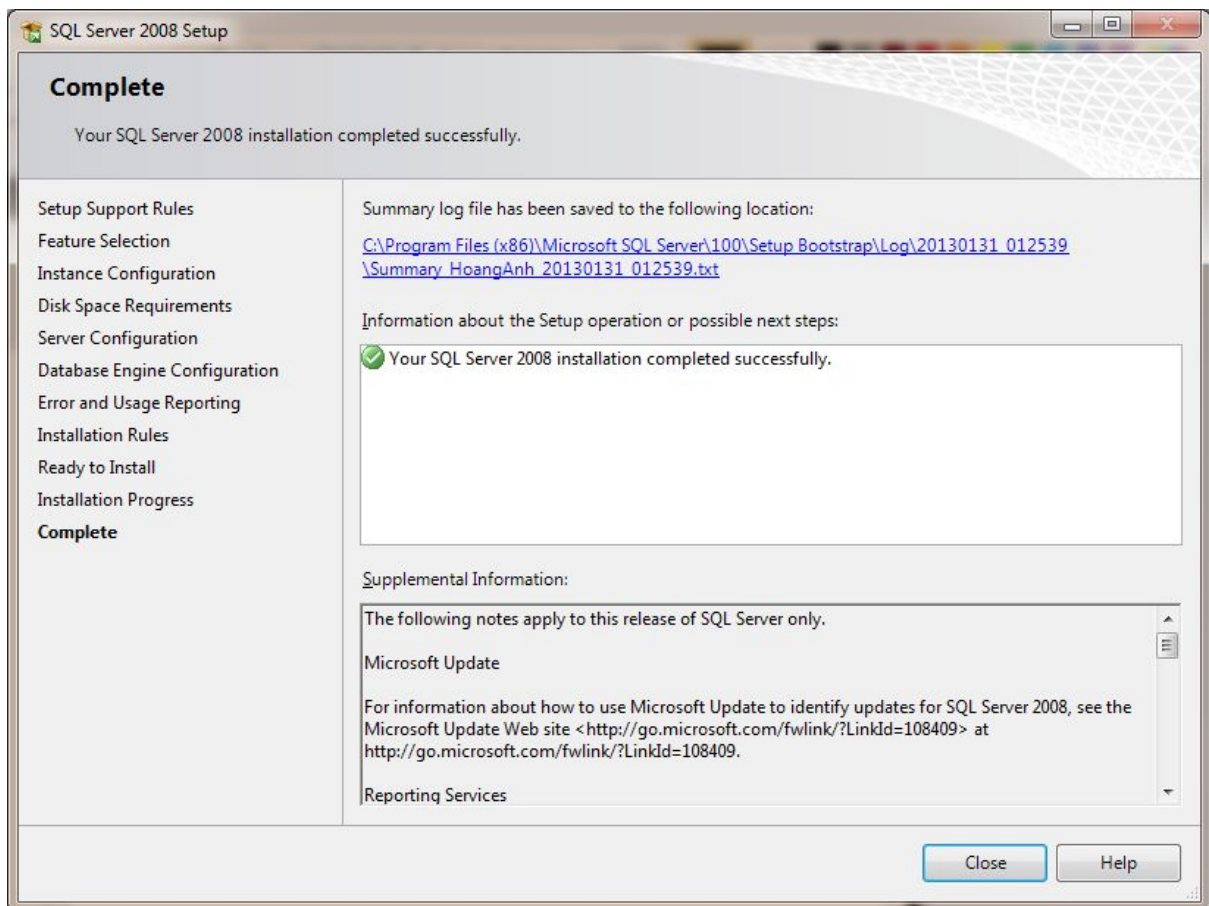 SQL Server 2008 Setup
Complete
Your SQL Server 2008 installation completed successfully.
Setup Support Rules
Feature Selection
Instance Configuration
Disk Space Requirements
Server Configuration
Database Engine Configuration
Error and Usage Reporting
Installation Rules
Ready to Install
Installation Progress
Complete
Summary log file has been saved to the following location:
C:\Program Files (x86)\Microsoft SQL Server\100\Setup Bootstrap\Log\20130131_012539
\Summary_HoangAnh_20130131_012539.txt
Information about the Setup operation or possible next steps:
Your SQL Server 2008 installation completed successfully.
Supplemental Information:
The following notes apply to this release of SQL Server only.
Microsoft Update
For information about how to use Microsoft Update to identify updates for SQL Server 2008, see the
Microsoft Update Web site <http://go.microsoft.com/fwlink/?LinkId=108409> at
http://go.microsoft.com/fwlink/?LinkId=108409.
Reporting Services
Close
Help